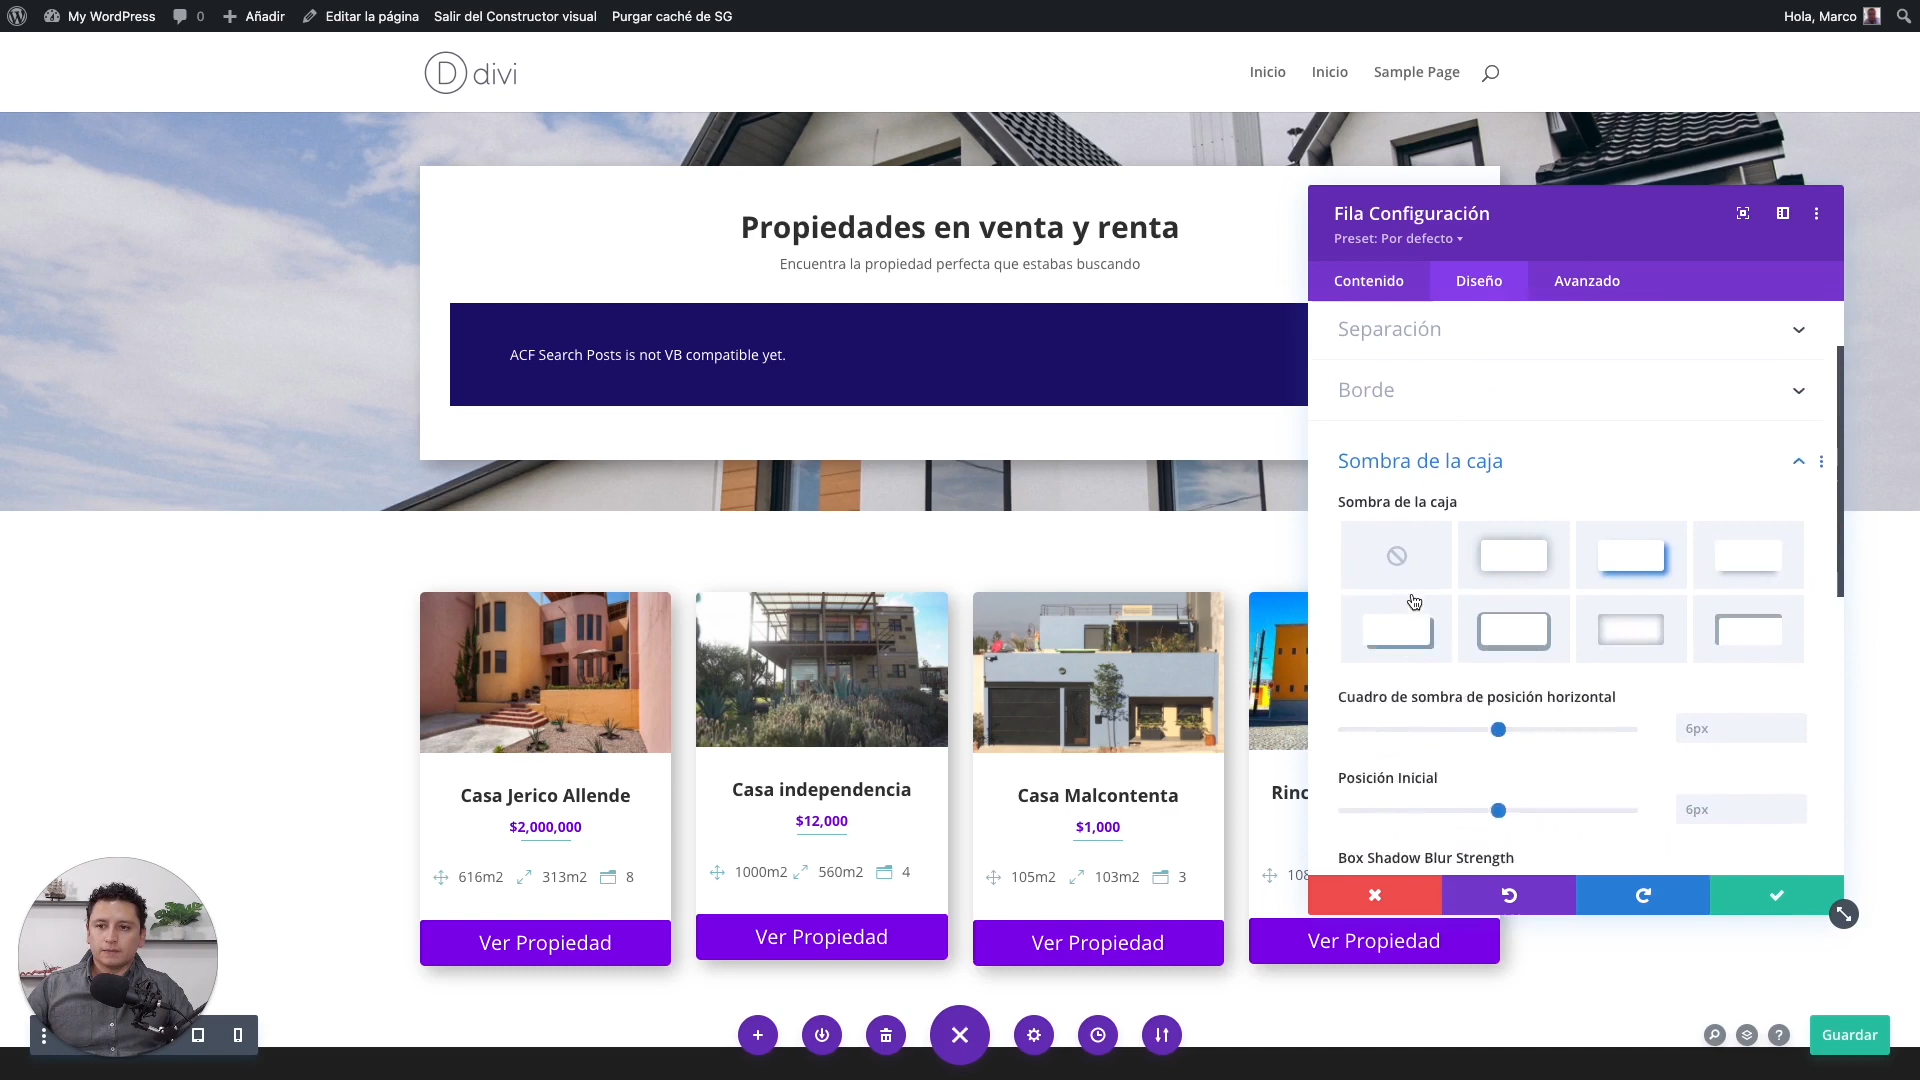 My WordPress
0
Añadir
Editar la página
Salir del Constructor visual
Purgar caché de SG
Hola, Marco
D divi
Inicio
Inicio
Sample Page
Propiedades en venta y renta
Encuentra la propiedad perfecta que estabas buscando
ACF Search Posts is not VB compatible yet.
Fila Configuración
Preset: Por defecto
Contenido
Diseño
Avanzado
Separación
Borde
Sombra de la caja
Sombra de la caja
Cuadro de sombra de posición horizontal
6px
Posición Inicial
6px
Box Shadow Blur Strength
Casa Jerico Allende
$2,000,000
616m2
313m2
8
Ver Propiedad
Casa independencia
$12,000
1000m2
560m2
4
Ver Propiedad
Casa Malcontenta
$1,000
105m2
103m2
3
Ver Propiedad
Rinc
108
Ver Propiedad
?
Guardar